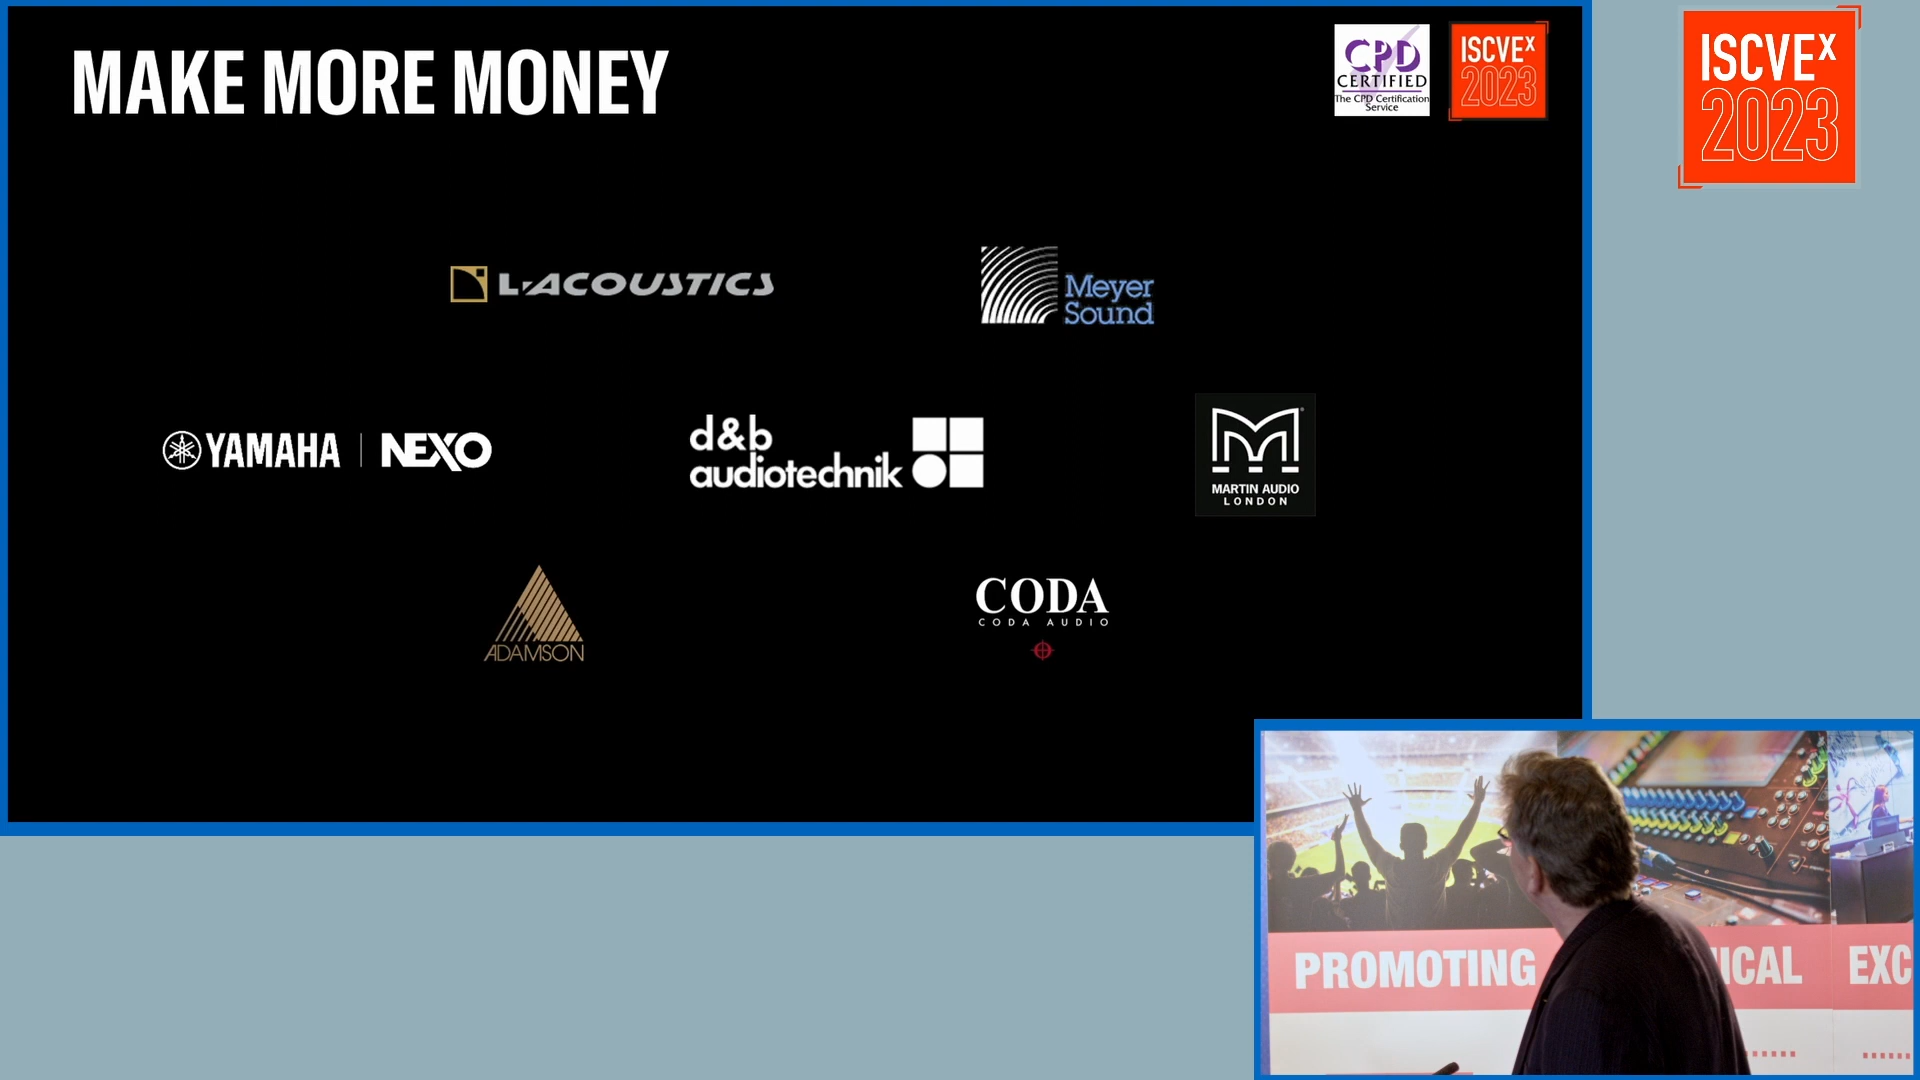 MAKE MORE MONEY
CPD
CERTIFIED
The CPD Certification
Service
ISCVEx
2023
ISCVEx
2023
L-ACOUSTICS
Meyer
Sound
YAMAHA | NEXO
d&b
audiotechnik
MARTIN AUDIO
LONDON
ADAMSON
CODA
CODA AUDIO
PROMOTING
ICAL
EXC